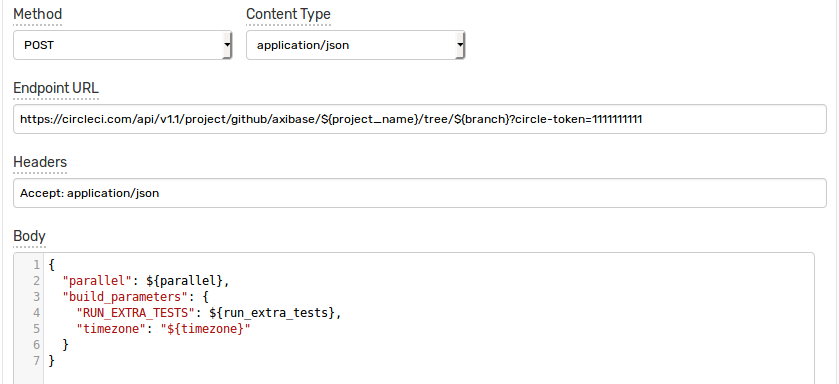 Method Content Type
POST application/json
Endpoint URL
https://circleci.com/api/v1.1/project/github/axibase/${project_name}/tree/${branch}?circle-token=1111111111
Headers
Accept: application/json
Body
1 {
2 "parallel": ${parallel},
3 "build_parameters": {
4 "RUN_EXTRA_TESTS": ${run_extra_tests},
5 "timezone": "${timezone}"
6 }
7 }